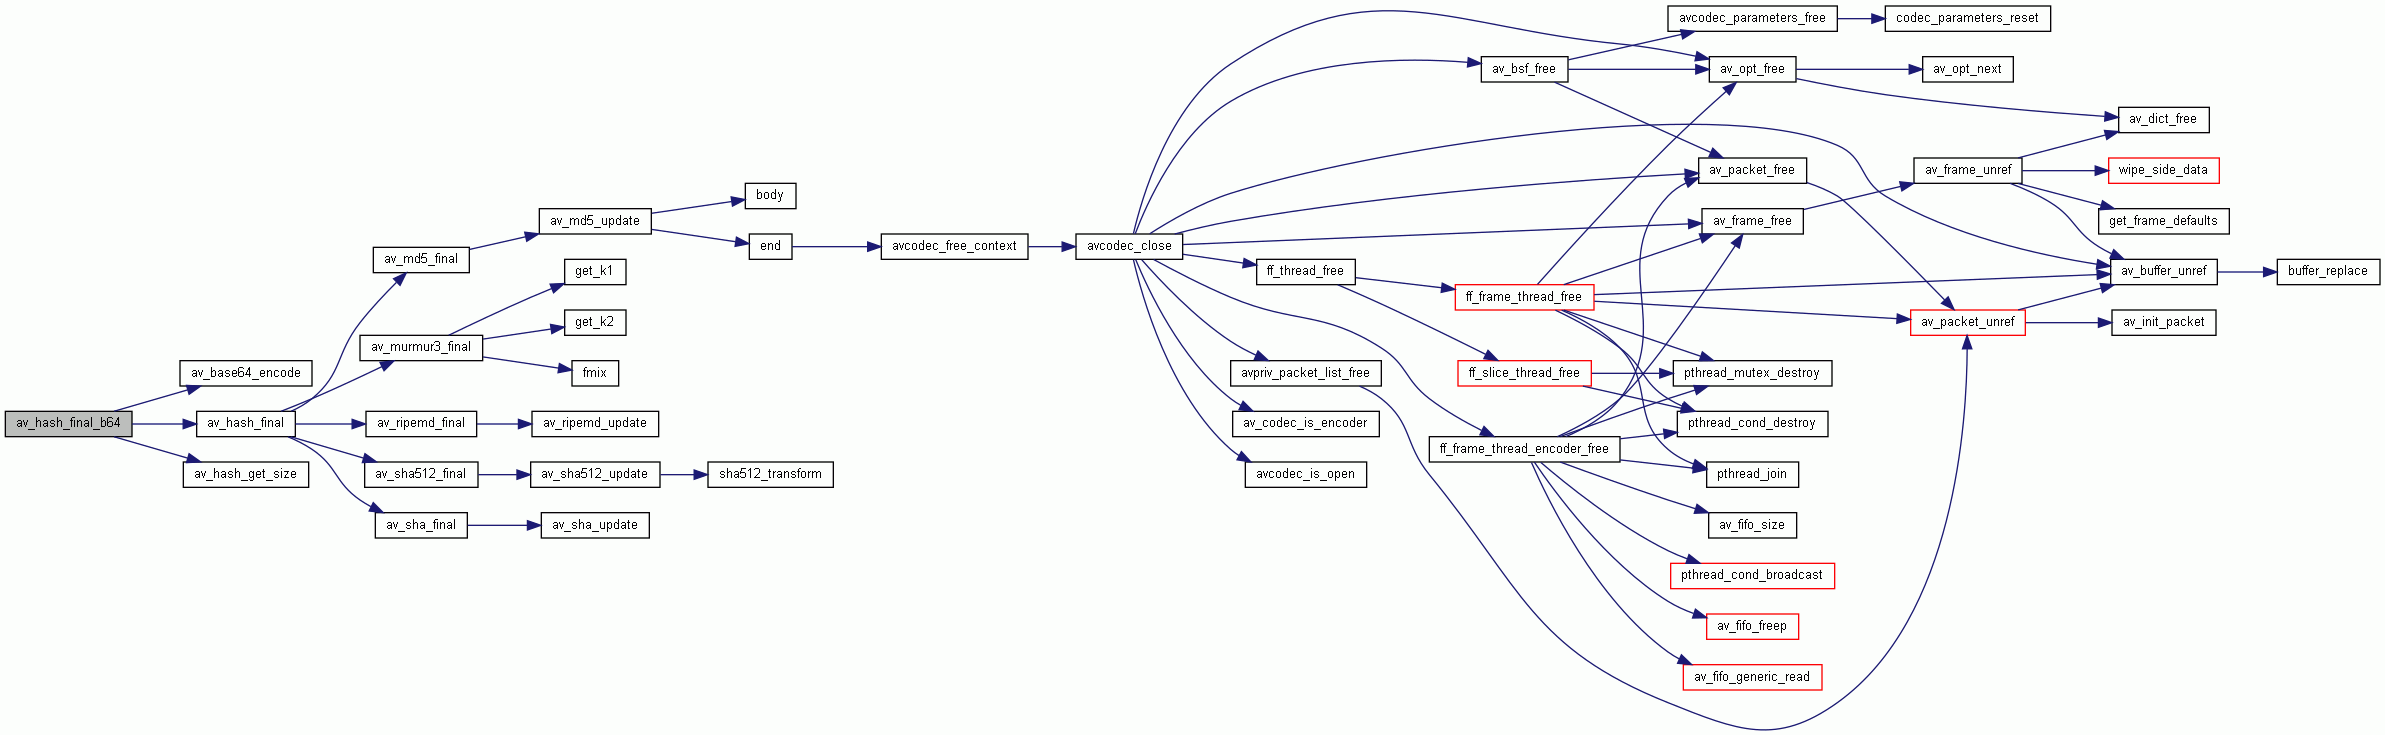 av_hash_final_b64
av_base64_encode
av_hash_final
av_hash_get_size
av_md5_final
av_murmur3_final
av_ripemd_final
av_sha512_final
av_sha_final
av_md5_update
get_k1
get_k2
fmix
av_ripemd_update
av_sha512_update
av_sha_update
body
end
sha512_transform
avcodec_free_context
avcodec_close
ff_thread_free
avpriv_packet_list_free
av_codec_is_encoder
avcodec_is_open
av_bsf_free
ff_frame_thread_free
ff_slice_thread_free
ff_frame_thread_encoder_free
avcodec_parameters_free
av_opt_free
av_packet_free
av_frame_free
pthread_mutex_destroy
pthread_cond_destroy
pthread_join
av_fifo_size
pthread_cond_broadcast
av_fifo_freep
av_fifo_generic_read
codec_parameters_reset
av_opt_next
av_frame_unref
av_packet_unref
av_dict_free
wipe_side_data
get_frame_defaults
av_buffer_unref
av_init_packet
buffer_replace